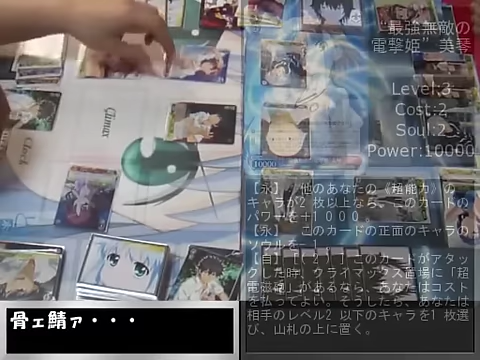 "最強無敵の
電撃姫"美琴
Level:3
Cost:2
Soul:2
Power:10000
Climax
Clock
10000
【永】 他のあなたの《超能力》の
キャラが2枚以上なら、このカードの
パワーを+1000。
【永】 このカードの正面のキャラの
ソウルを-1
【自】［(2)］このカードがアタッ
クした時、クライマックス置場に「超
電磁砲」があるなら、あなたはコスト
を払ってよい。そうしたら、あなたは
相手のレベル2以下のキャラを1枚選
び、山札の上に置く。
骨ェ鯖ァ・・・